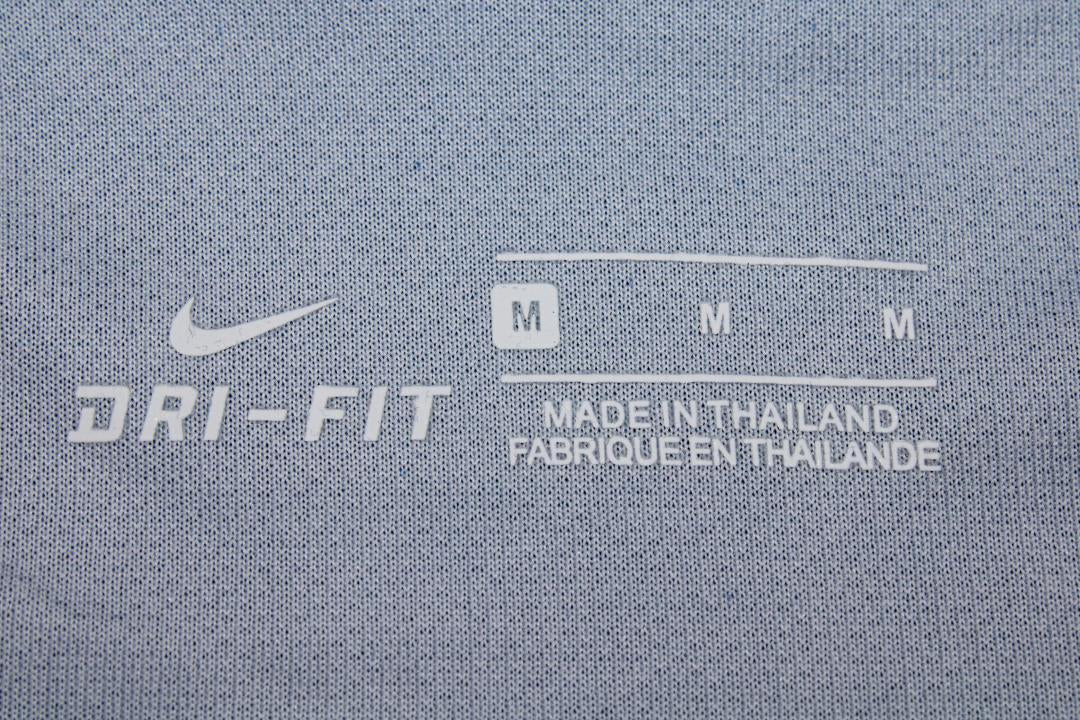 M M M
DRI-FIT
MADE IN THAILAND
FABRIQUE EN THAILANDE